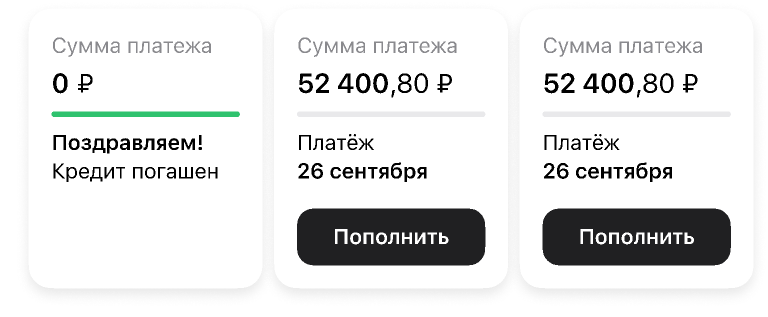 Сумма платежа
0 ₽
Поздравляем!
Кредит погашен
Сумма платежа
52 400,80 ₽
Платёж
26 сентября
Пополнить
Сумма платежа
52 400,80 ₽
Платёж
26 сентября
Пополнить